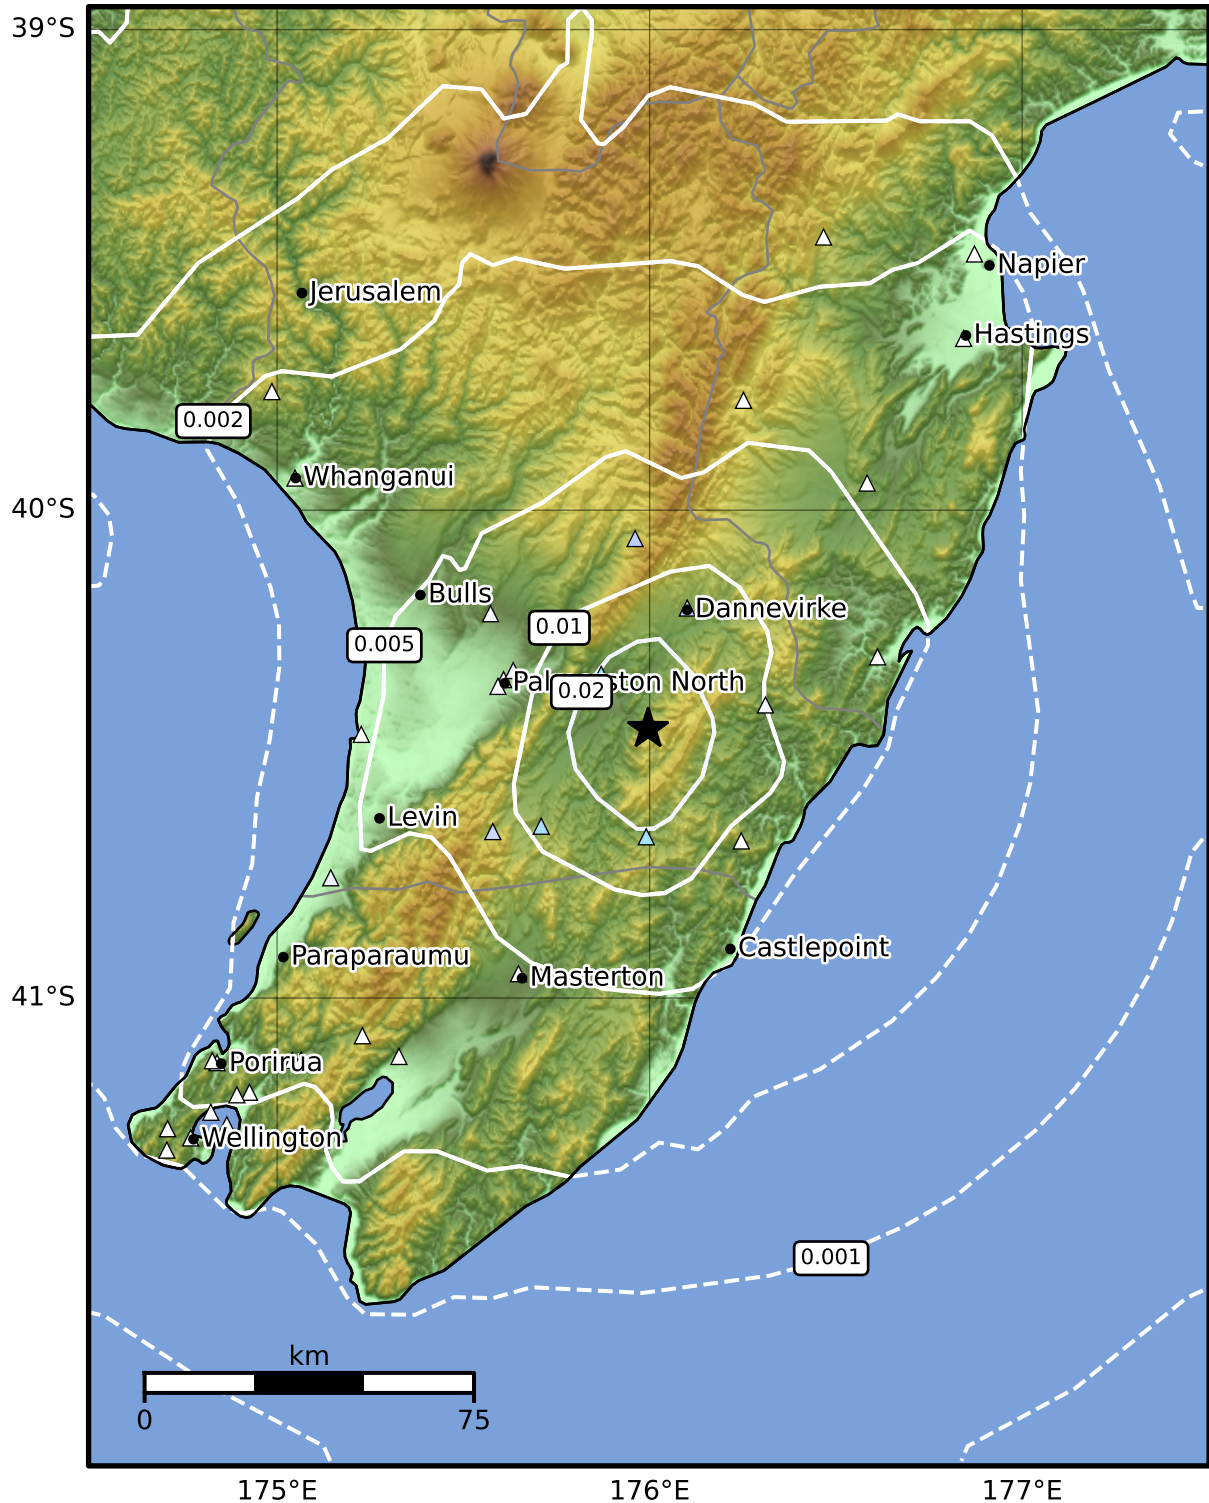 39°S
Napier
Jerusalem
Hastings
0.002
Whanganui
40°S
Bulls
Dannevirke
0.01
0.005
Palmerston North
0.02
Levin
Castlepoint
Paraparaumu
Masterton
41°S
Porirua
Wellington
0.001
km
0 75
175°E 176°E 177°E